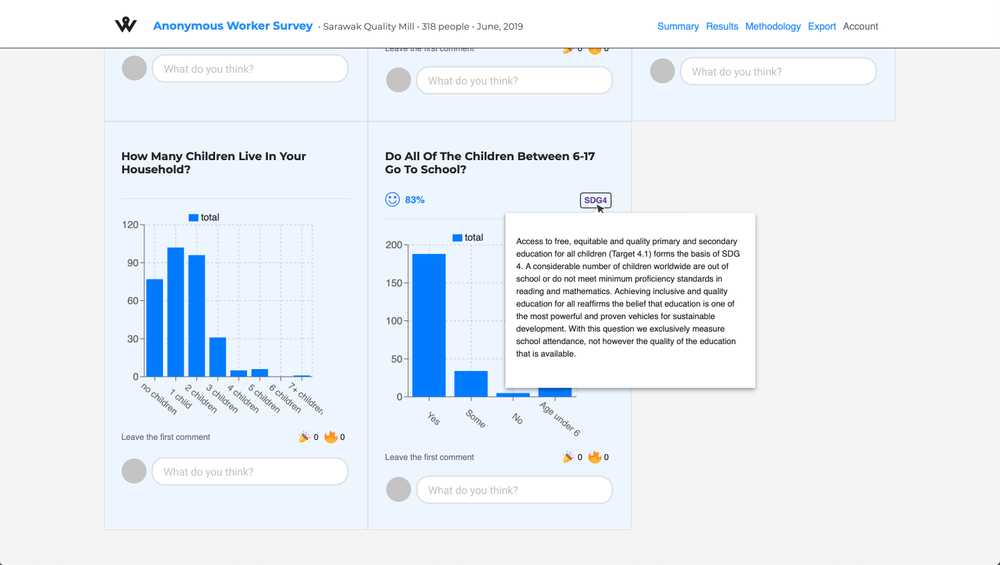 Anonymous Worker Survey - Sarawak Quality Mill - 318 people - June, 2019
Summary Results Methodology Export Account
Leave the first comment 0 0
What do you think?
What do you think?
What do you think?
How Many Children Live In Your
Household?
total
120
90
60
30
0
no children
1 child
2 children
3 children
4 children
5 children
6 children
7+ children
Leave the first comment 0 0
What do you think?
Do All Of The Children Between 6-17
Go To School?
83%
SDG4
total
200
150
100
50
0
Yes
Some
No
Age under 6
Access to free, equitable and quality primary and secondary
education for all children (Target 4.1) forms the basis of SDG
4. A considerable number of children worldwide are out of
school or do not meet minimum proficiency standards in
reading and mathematics. Achieving inclusive and quality
education for all reaffirms the belief that education is one of
the most powerful and proven vehicles for sustainable
development. With this question we exclusively measure
school attendance, not however the quality of the education
that is available.
Leave the first comment 0 0
What do you think?